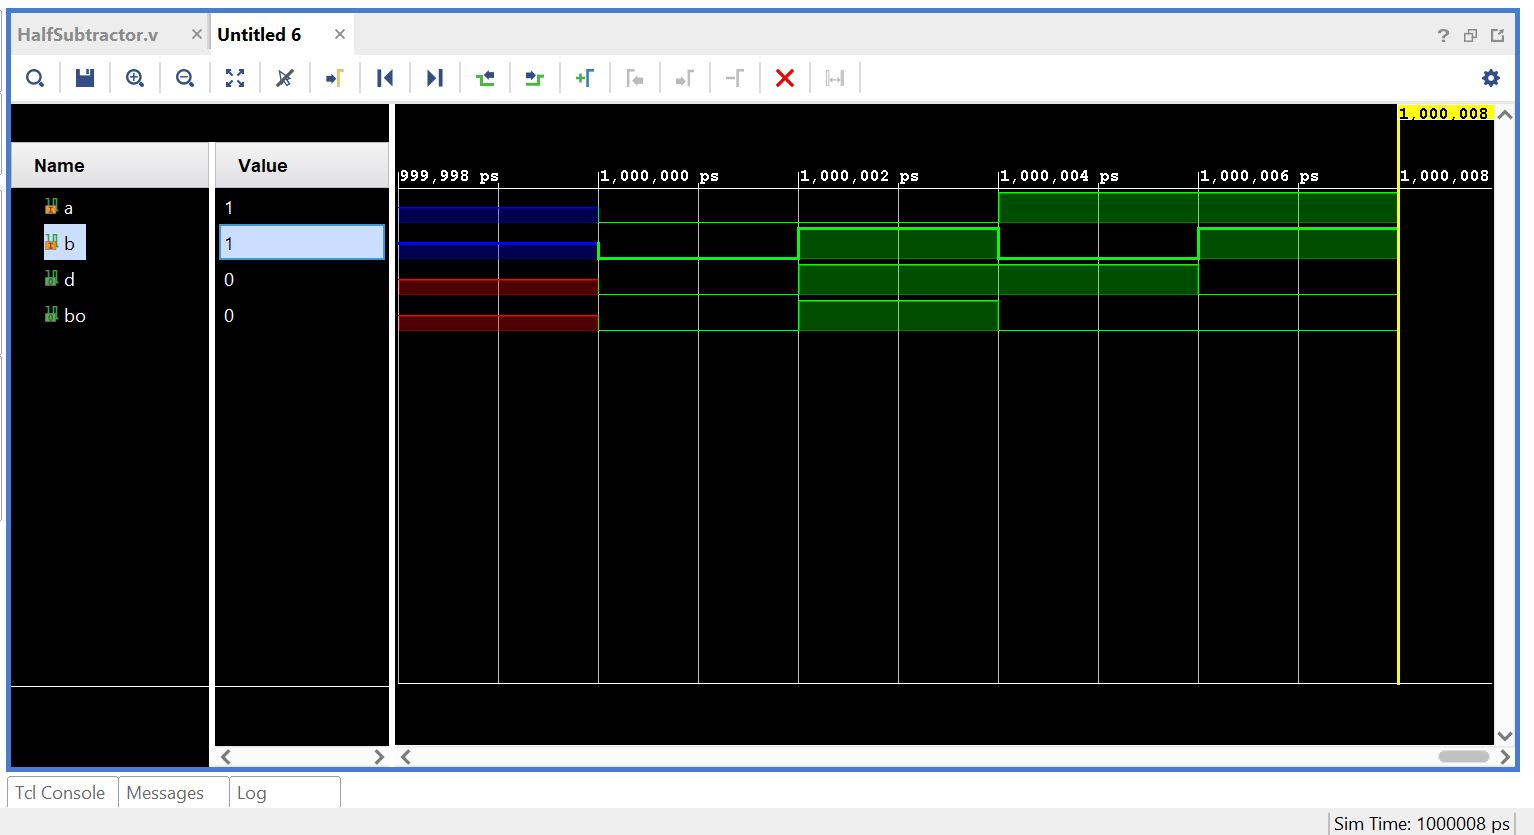 HalfSubtractor.v × Untitled 6 ×
?
1,000,008
Name Value
999,998 ps 1,000,000 ps 1,000,002 ps 1,000,004 ps 1,000,006 ps 1,000,008
a 1
b 1
d 0
bo 0
Tcl Console Messages Log
Sim Time: 1000008 ps